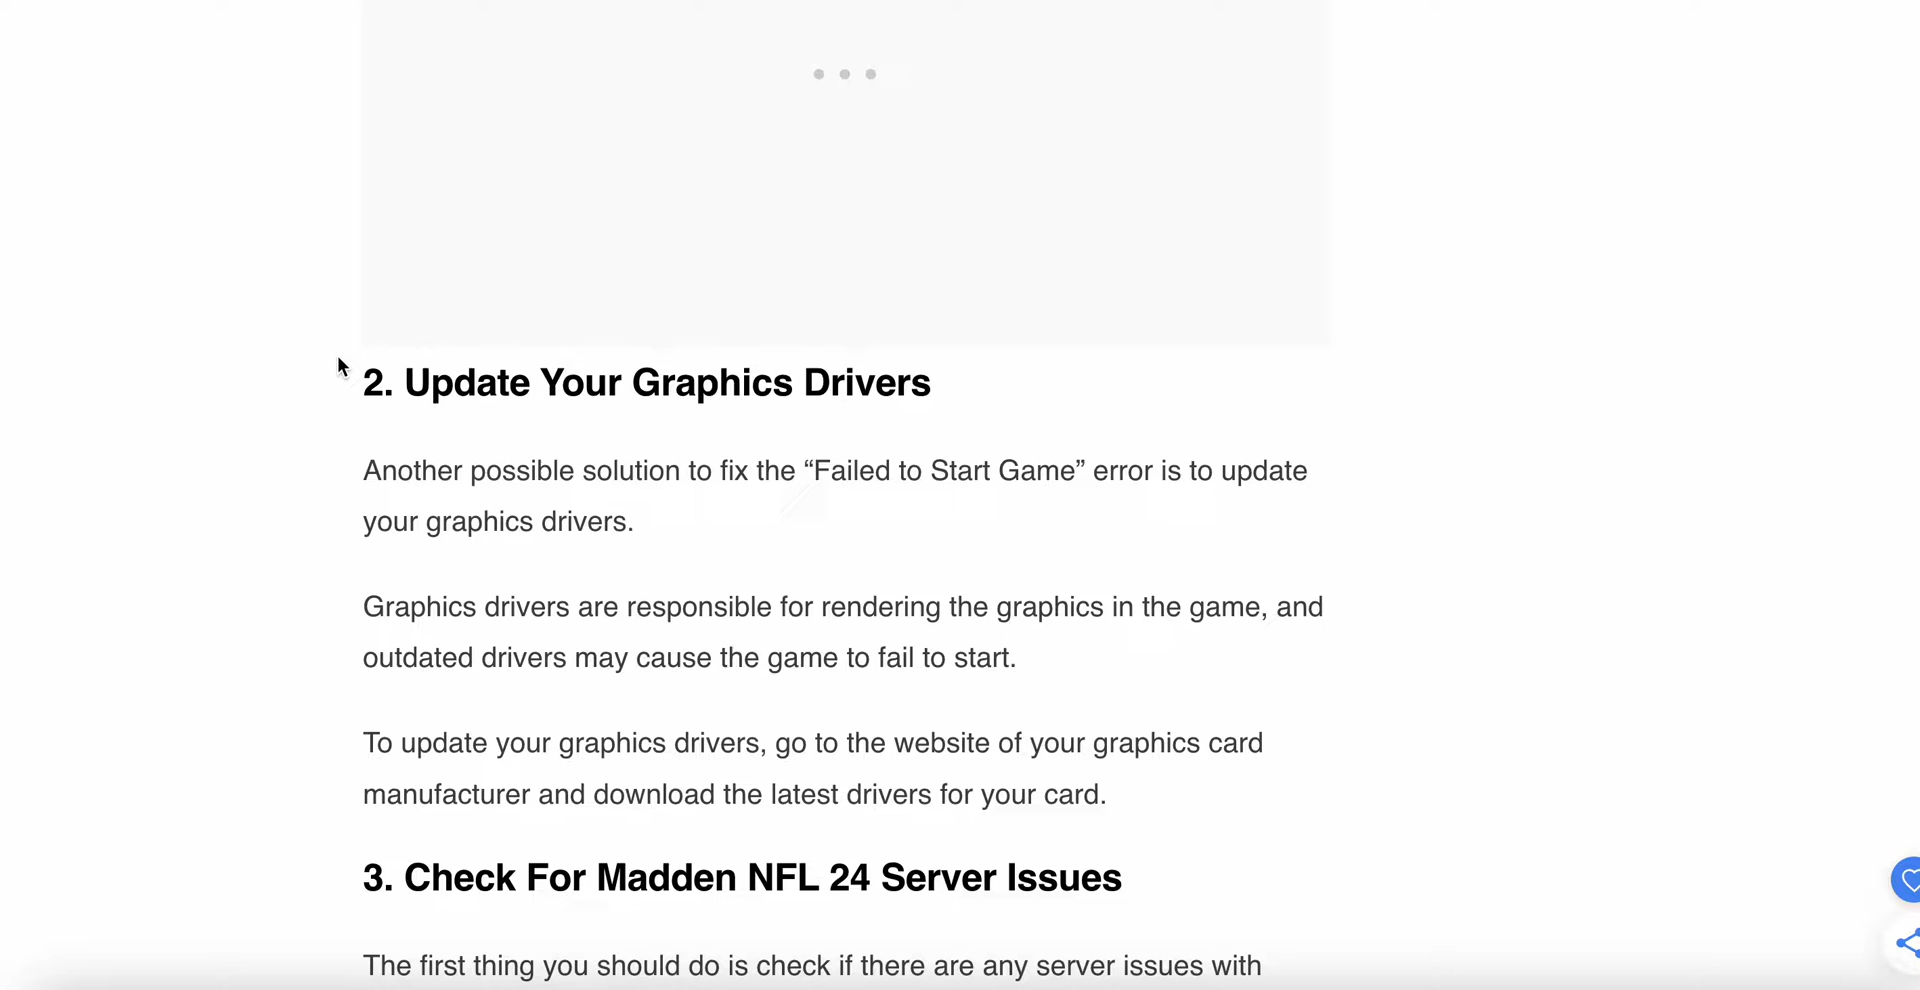 2. Update Your Graphics Drivers
Another possible solution to fix the “Failed to Start Game” error is to update
your graphics drivers.
Graphics drivers are responsible for rendering the graphics in the game, and
outdated drivers may cause the game to fail to start.
To update your graphics drivers, go to the website of your graphics card
manufacturer and download the latest drivers for your card.
3. Check For Madden NFL 24 Server Issues
The first thing you should do is check if there are any server issues with